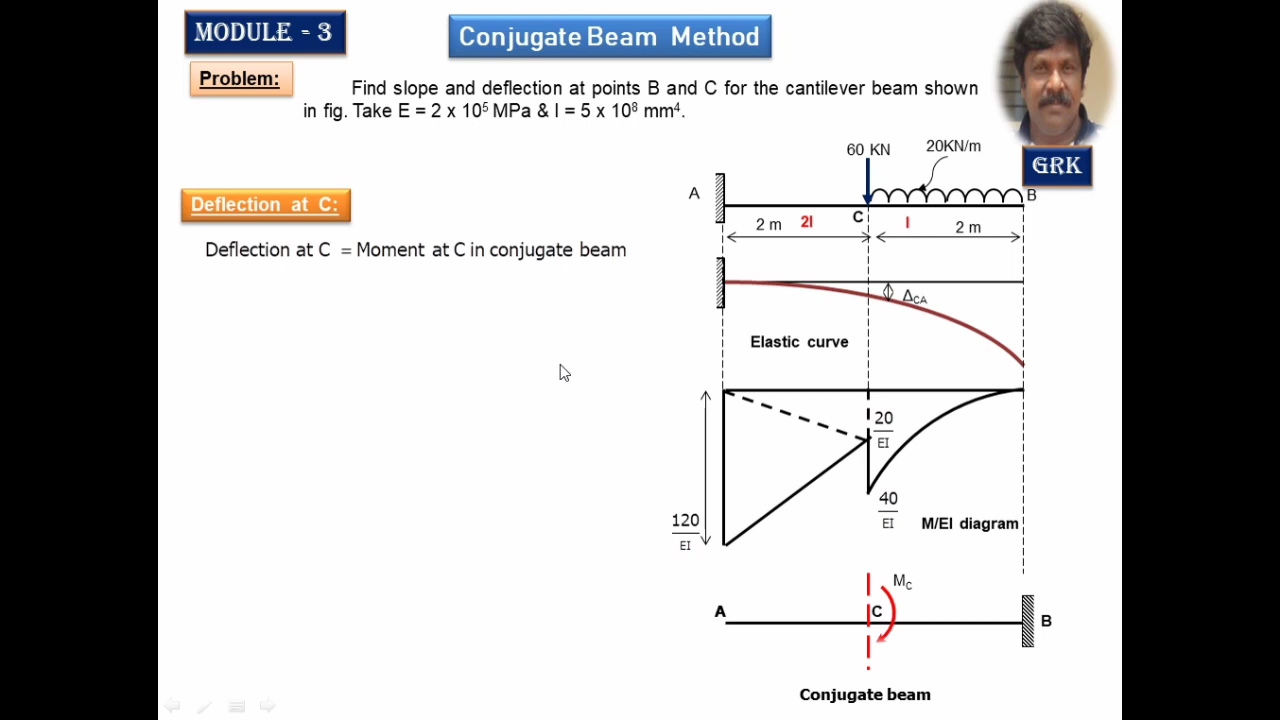 MODULE - 3
Conjugate Beam Method
Problem:
Find slope and deflection at points B and C for the cantilever beam shown
in fig. Take E = 2 x 10⁵ MPa & I = 5 x 10⁸ mm⁴.
GRK
60 KN
20KN/m
A
B
C
2 m
2I
I
2 m
Deflection at C:
Deflection at C = Moment at C in conjugate beam
Δ_CA
Elastic curve
20
EI
40
EI
120
EI
M/EI diagram
M_C
A
C
B
Conjugate beam